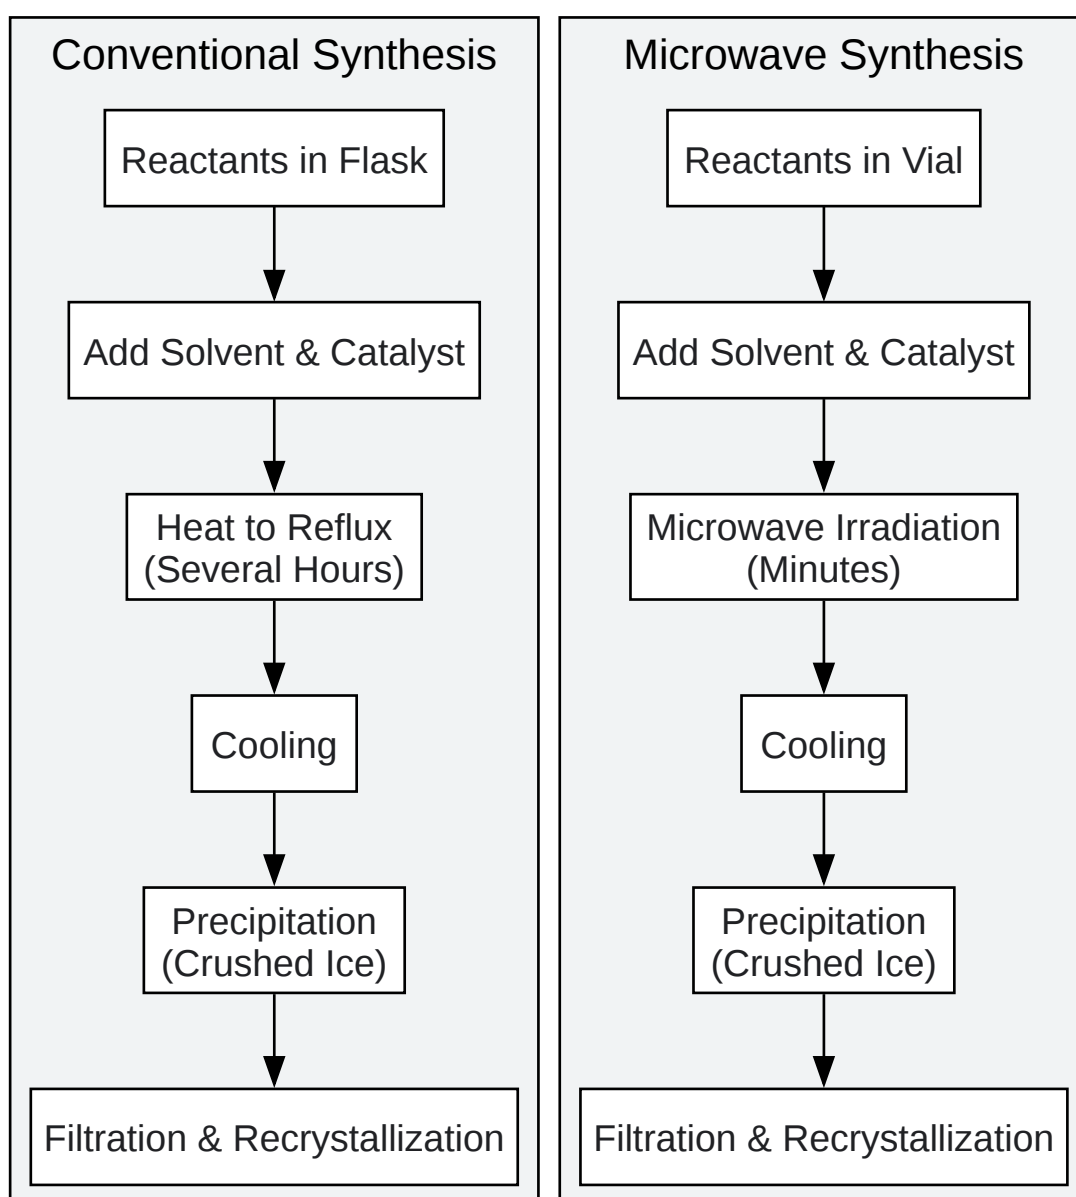 Conventional Synthesis
Reactants in Flask
Add Solvent & Catalyst
Heat to Reflux
(Several Hours)
Cooling
Precipitation
(Crushed Ice)
Filtration & Recrystallization
Microwave Synthesis
Reactants in Vial
Add Solvent & Catalyst
Microwave Irradiation
(Minutes)
Cooling
Precipitation
(Crushed Ice)
Filtration & Recrystallization